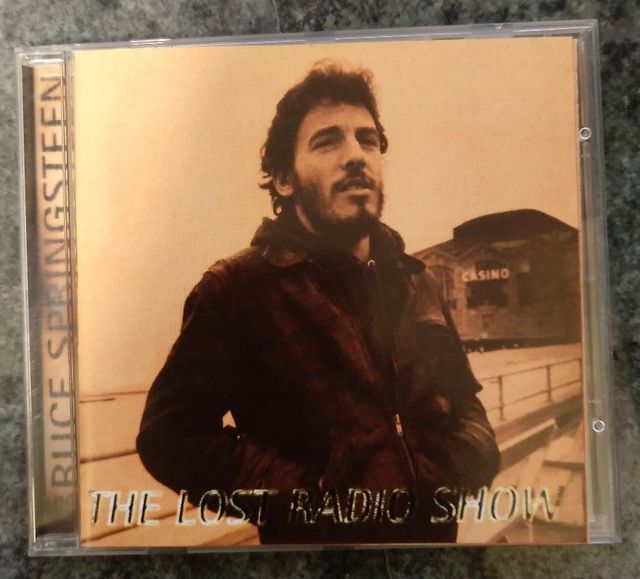 BRUCE SPRINGSTEEN
CASINO
THE LOST RADIO SHOW